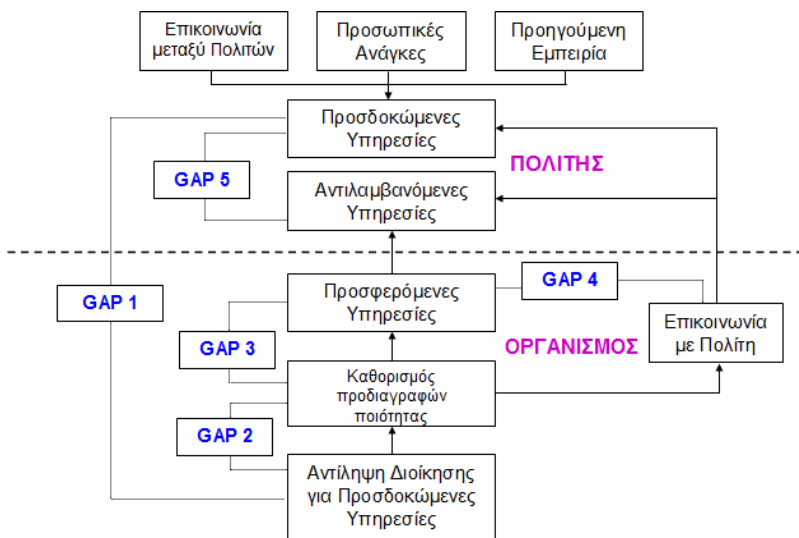 Επικοινωνία
μεταξύ Πολιτών
Προσωπικές
Ανάγκες
Προηγούμενη
Εμπειρία
Προσδοκώμενες
Υπηρεσίες
GAP 5
ΠΟΛΙΤΗΣ
Αντιλαμβανόμενες
Υπηρεσίες
GAP 1
Προσφερόμενες
Υπηρεσίες
GAP 4
GAP 3
ΟΡΓΑΝΙΣΜΟΣ
Επικοινωνία
με Πολίτη
Καθορισμός
προδιαγραφών
ποιότητας
GAP 2
Αντίληψη Διοίκησης
για Προσδοκώμενες
Υπηρεσίες